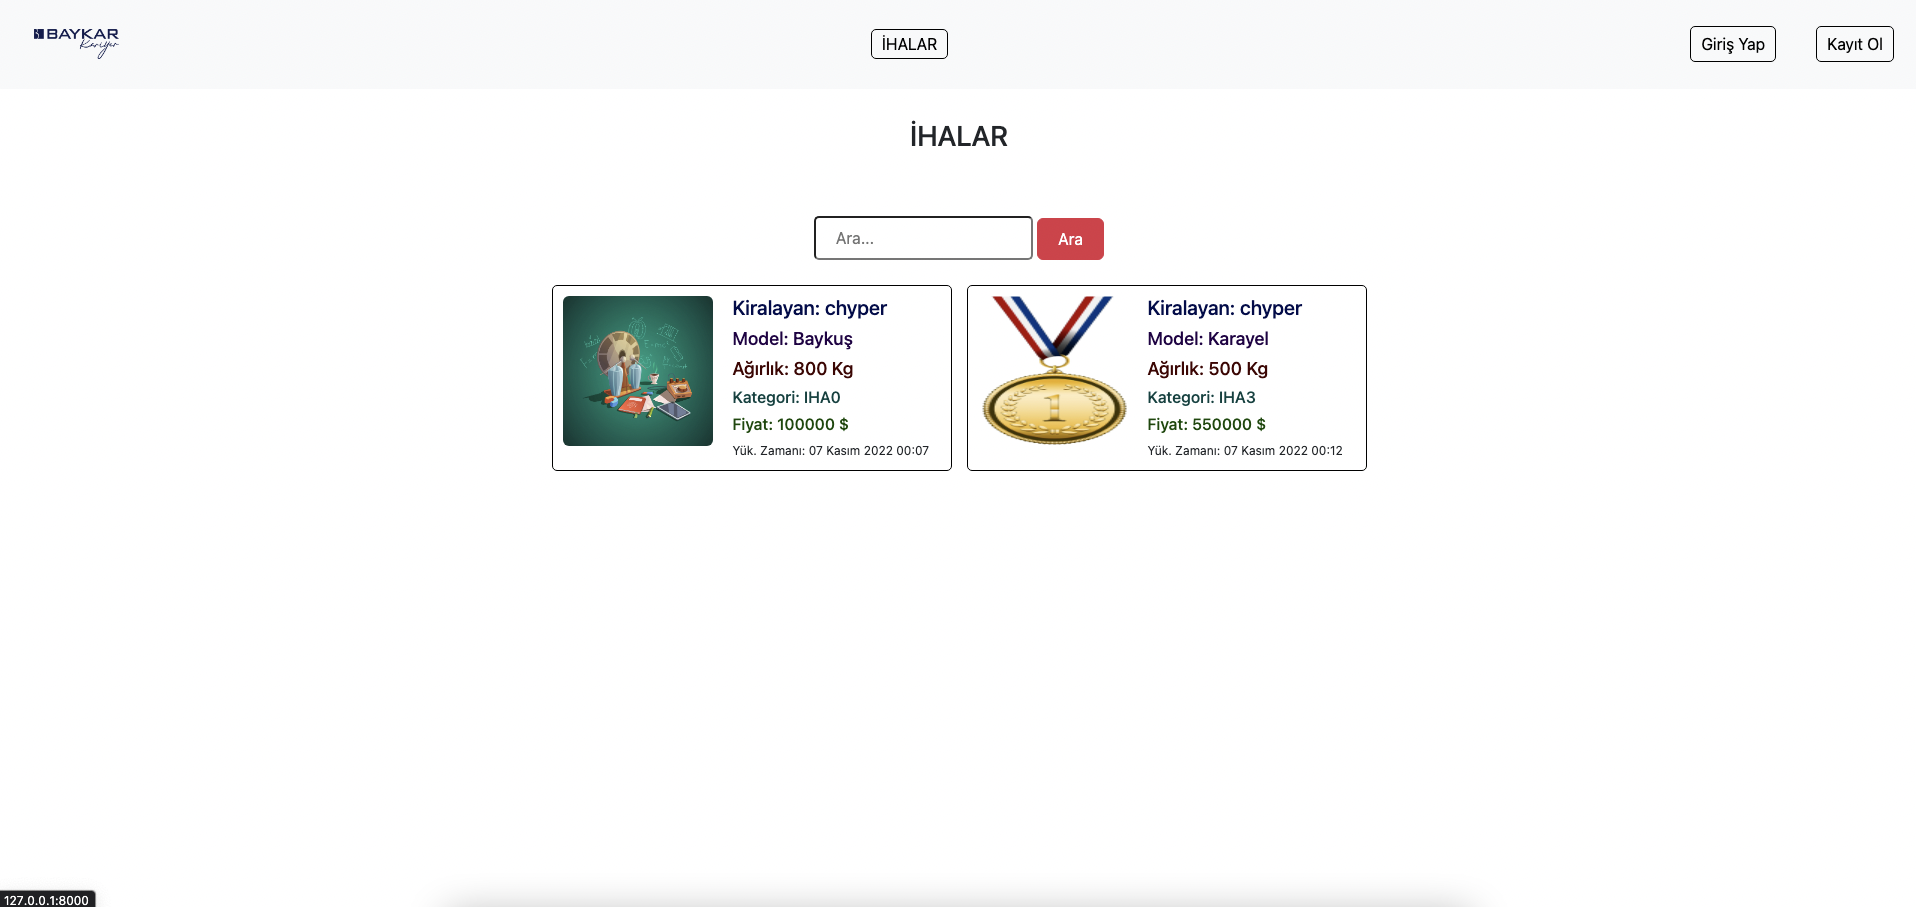 BAYKAR
Kariyer
İHALAR
Giriş Yap
Kayıt Ol
İHALAR
Ara...
Ara
Kiralayan: chyper
Model: Baykuş
Ağırlık: 800 Kg
Kategori: IHA0
Fiyat: 100000 $
Yük. Zamanı: 07 Kasım 2022 00:07
1
Kiralayan: chyper
Model: Karayel
Ağırlık: 500 Kg
Kategori: IHA3
Fiyat: 550000 $
Yük. Zamanı: 07 Kasım 2022 00:12
127.0.0.1:8000